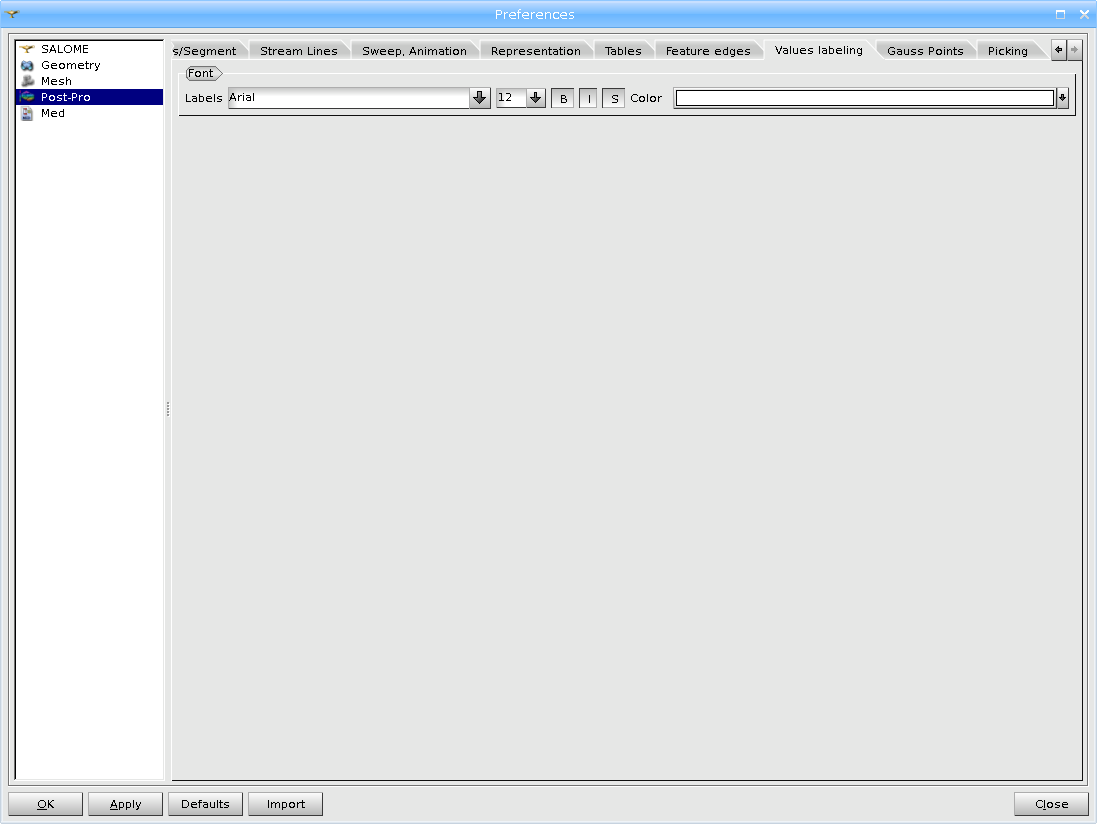 Preferences
SALOME
Geometry
Mesh
Post-Pro
Med
s/Segment Stream Lines Sweep, Animation Representation Tables Feature edges Values labeling Gauss Points Picking
Font
Labels Arial 12 B I S Color
OK Apply Defaults Import Close